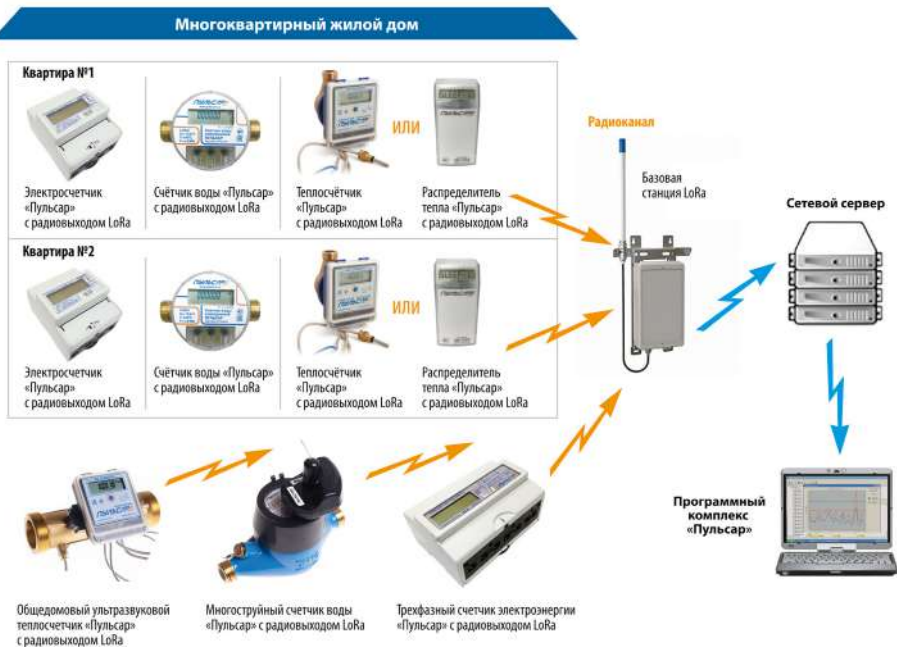 Многоквартирный жилой дом
Квартира №1
ИЛИ
Электросчетчик
«Пульсар»
с радиовыходом LoRa
Счётчик воды «Пульсар»
с радиовыходом LoRa
Теплосчётчик
«Пульсар»
с радиовыходом LoRa
Распределитель
тепла «Пульсар»
с радиовыходом LoRa
Квартира №2
ИЛИ
Электросчетчик
«Пульсар»
с радиовыходом LoRa
Счётчик воды «Пульсар»
с радиовыходом LoRa
Теплосчётчик
«Пульсар»
с радиовыходом LoRa
Распределитель
тепла «Пульсар»
с радиовыходом LoRa
Радиоканал
Базовая
станция LoRa
Сетевой сервер
Программный
комплекс
«Пульсар»
Общедомовый ультразвуковой
теплосчетчик «Пульсар»
с радиовыходом LoRa
Многоструйный счетчик воды
«Пульсар» с радиовыходом LoRa
Трехфазный счетчик электроэнергии
«Пульсар» с радиовыходом LoRa